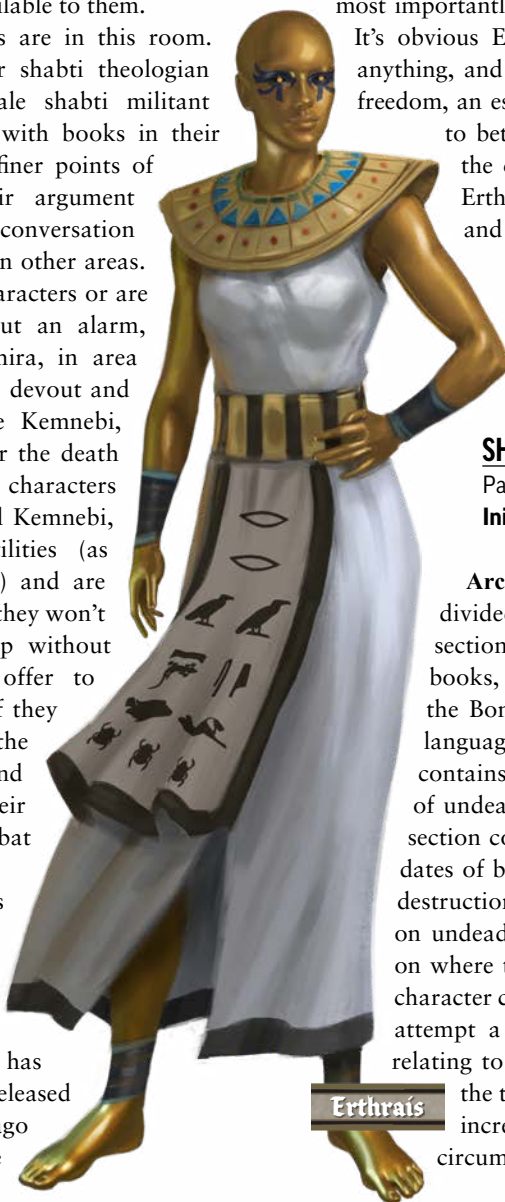 ilable to them.
s are in this room.
r shabti theologian
ale shabti militant
with books in their
finer points of
ir argument
conversation
n other areas.
aracters or are
ut an alarm,
hira, in area
devout and
e Kemnebi,
r the death
characters
l Kemnebi,
ilities (as
) and are
they won't
p without
offer to
f they
the
nd
eir
bat
s
has
eleased
go
e
most importantly
It's obvious E
anything, and
freedom, an es
to bet
the
Erth
and
SH
Pa
Ini
Arc
divide
section
books,
the Bon
languag
contains
of undea
section co
dates of b
destruction
on undead
on where t
character c
attempt a
relating to
the t
incre
circum
Erthrais